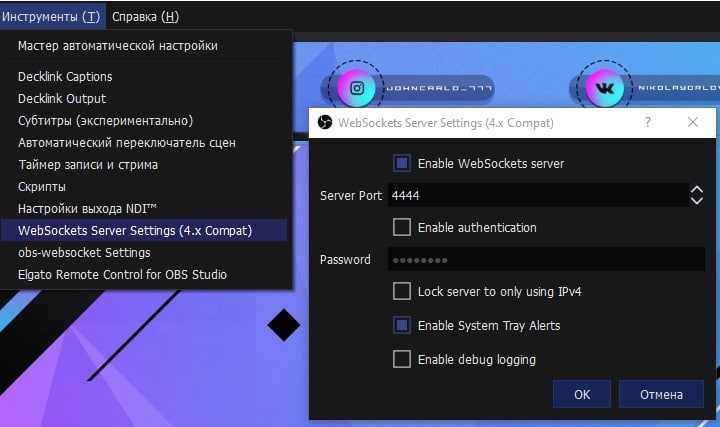 Инструменты (T) Справка (H)
Мастер автоматической настройки
Decklink Captions
Decklink Output
Субтитры (экспериментально)
Автоматический переключатель сцен
Таймер записи и стрима
Скрипты
Настройки выхода NDI™
WebSockets Server Settings (4.x Compat)
obs-websocket Settings
Elgato Remote Control for OBS Studio
JOHNCARLO_777
NIKOLAYORLOV
WebSockets Server Settings (4.x Compat) ? ×
Enable WebSockets server
Server Port 4444
Enable authentication
Password ●●●●●●●●
Lock server to only using IPv4
Enable System Tray Alerts
Enable debug logging
OK Отмена